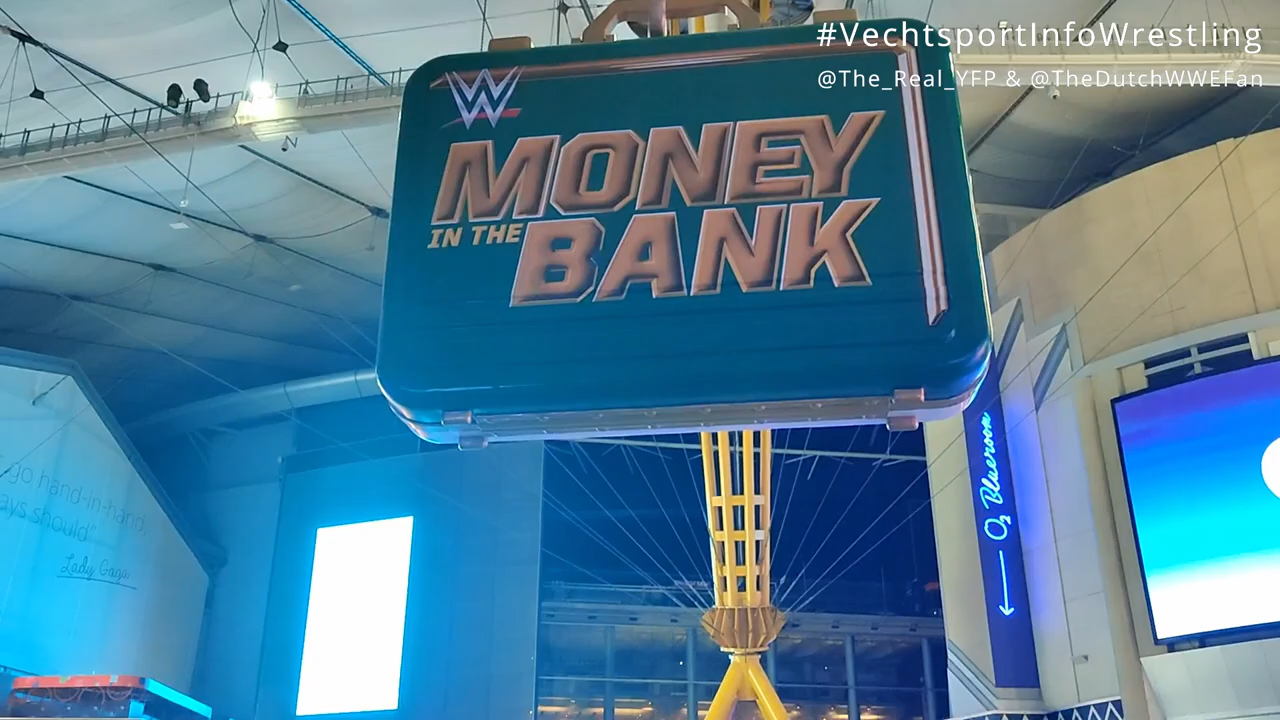 #VechtsportInfoWrestling
@The_Real_YFP & @TheDutchWWEFan
W
MONEY
IN THE BANK
O₂ Blueroom
go hand-in-hand,
ays should"
Lady Gaga